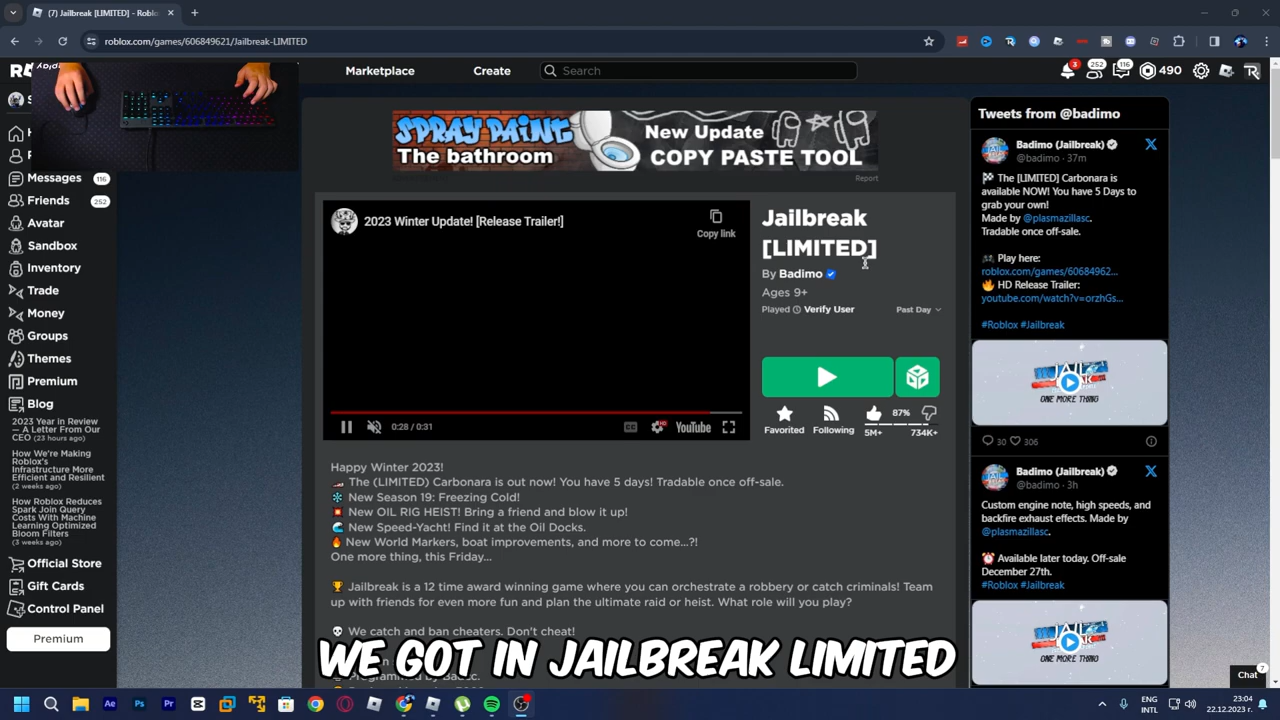 (7) Jailbreak [LIMITED] - Roblo
roblox.com/games/606849621/Jailbreak-LIMITED
Marketplace
Create
Search
3
252
116
490
Messages
116
Friends
252
Avatar
Sandbox
Inventory
Trade
Money
Groups
Themes
Premium
Blog
2023 Year in Review
— A Letter From Our
CEO (23 hours ago)
How We're Making
Roblox's
Infrastructure More
Efficient and Resilient
(2 weeks ago)
How Roblox Reduces
Spark Join Query
Costs With Machine
Learning Optimized
Bloom Filters
(3 weeks ago)
Official Store
Gift Cards
Control Panel
Premium
SPRAY PAINT
The bathroom
New Update
COPY PASTE TOOL
Report
2023 Winter Update! [Release Trailer!]
Copy link
0:28 / 0:31
CC
HD
YouTube
Jailbreak
[LIMITED]
By Badimo
Ages 9+
Played Verify User
Past Day
Favorited
Following
87%
5M+
734K+
Happy Winter 2023!
The (LIMITED) Carbonara is out now! You have 5 days! Tradable once off-sale.
New Season 19: Freezing Cold!
New OIL RIG HEIST! Bring a friend and blow it up!
New Speed-Yacht! Find it at the Oil Docks.
New World Markers, boat improvements, and more to come...?!
One more thing, this Friday...
Jailbreak is a 12 time award winning game where you can orchestrate a robbery or catch criminals! Team
up with friends for even more fun and plan the ultimate raid or heist. What role will you play?
We catch and ban cheaters. Don't cheat!
WE GOT IN JAILBREAK LIMITED
Tweets from @badimo
Badimo (Jailbreak)
@badimo · 37m
The [LIMITED] Carbonara is
available NOW! You have 5 Days to
grab your own!
Made by @plasmazillasc.
Tradable once off-sale.
Play here:
roblox.com/games/60684962...
HD Release Trailer:
youtube.com/watch?v=orzhGs...
#Roblox #Jailbreak
JAIL
ONE MORE THING
30
306
Badimo (Jailbreak)
@badimo · 3h
Custom engine note, high speeds, and
backfire exhaust effects. Made by
@plasmazillasc.
Available later today. Off-sale
December 27th.
#Roblox #Jailbreak
Chat
7
ENG
INTL
23:04
22.12.2023 г.